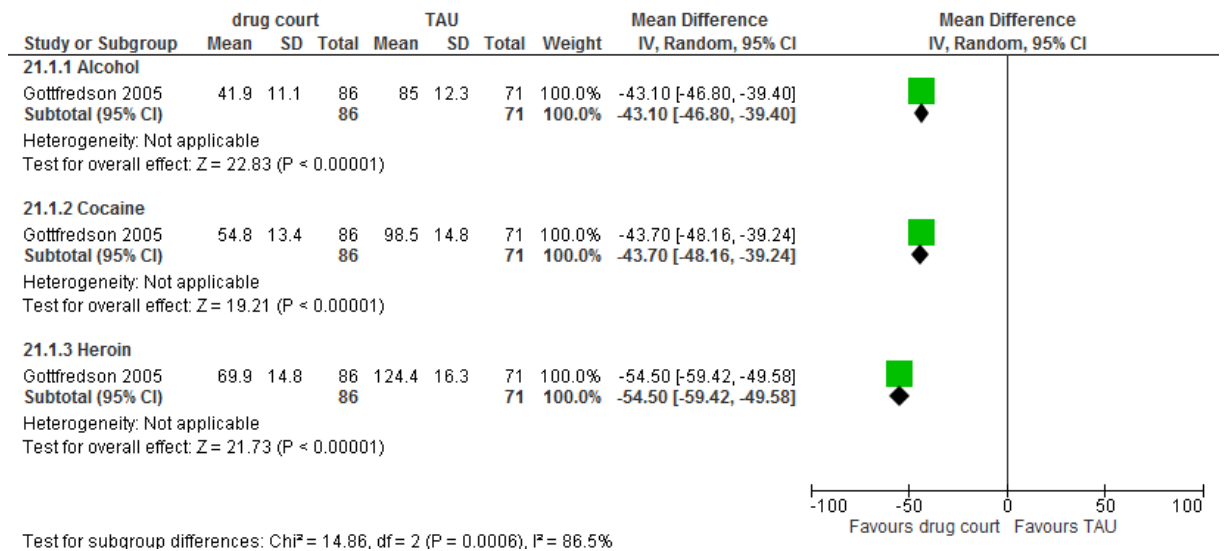 drug court TAU Mean Difference Mean Difference
Study or Subgroup Mean SD Total Mean SD Total Weight IV, Random, 95% CI IV, Random, 95% CI
21.1.1 Alcohol
Gottfredson 2005 41.9 11.1 86 85 12.3 71 100.0% -43.10 [-46.80, -39.40]
Subtotal (95% CI) 86 71 100.0% -43.10 [-46.80, -39.40]
Heterogeneity: Not applicable
Test for overall effect: Z = 22.83 (P < 0.00001)
21.1.2 Cocaine
Gottfredson 2005 54.8 13.4 86 98.5 14.8 71 100.0% -43.70 [-48.16, -39.24]
Subtotal (95% CI) 86 71 100.0% -43.70 [-48.16, -39.24]
Heterogeneity: Not applicable
Test for overall effect: Z = 19.21 (P < 0.00001)
21.1.3 Heroin
Gottfredson 2005 69.9 14.8 86 124.4 16.3 71 100.0% -54.50 [-59.42, -49.58]
Subtotal (95% CI) 86 71 100.0% -54.50 [-59.42, -49.58]
Heterogeneity: Not applicable
Test for overall effect: Z = 21.73 (P < 0.00001)
-100 -50 0 50 100
Favours drug court Favours TAU
Test for subgroup differences: Chi² = 14.86, df = 2 (P = 0.0006), I² = 86.5%